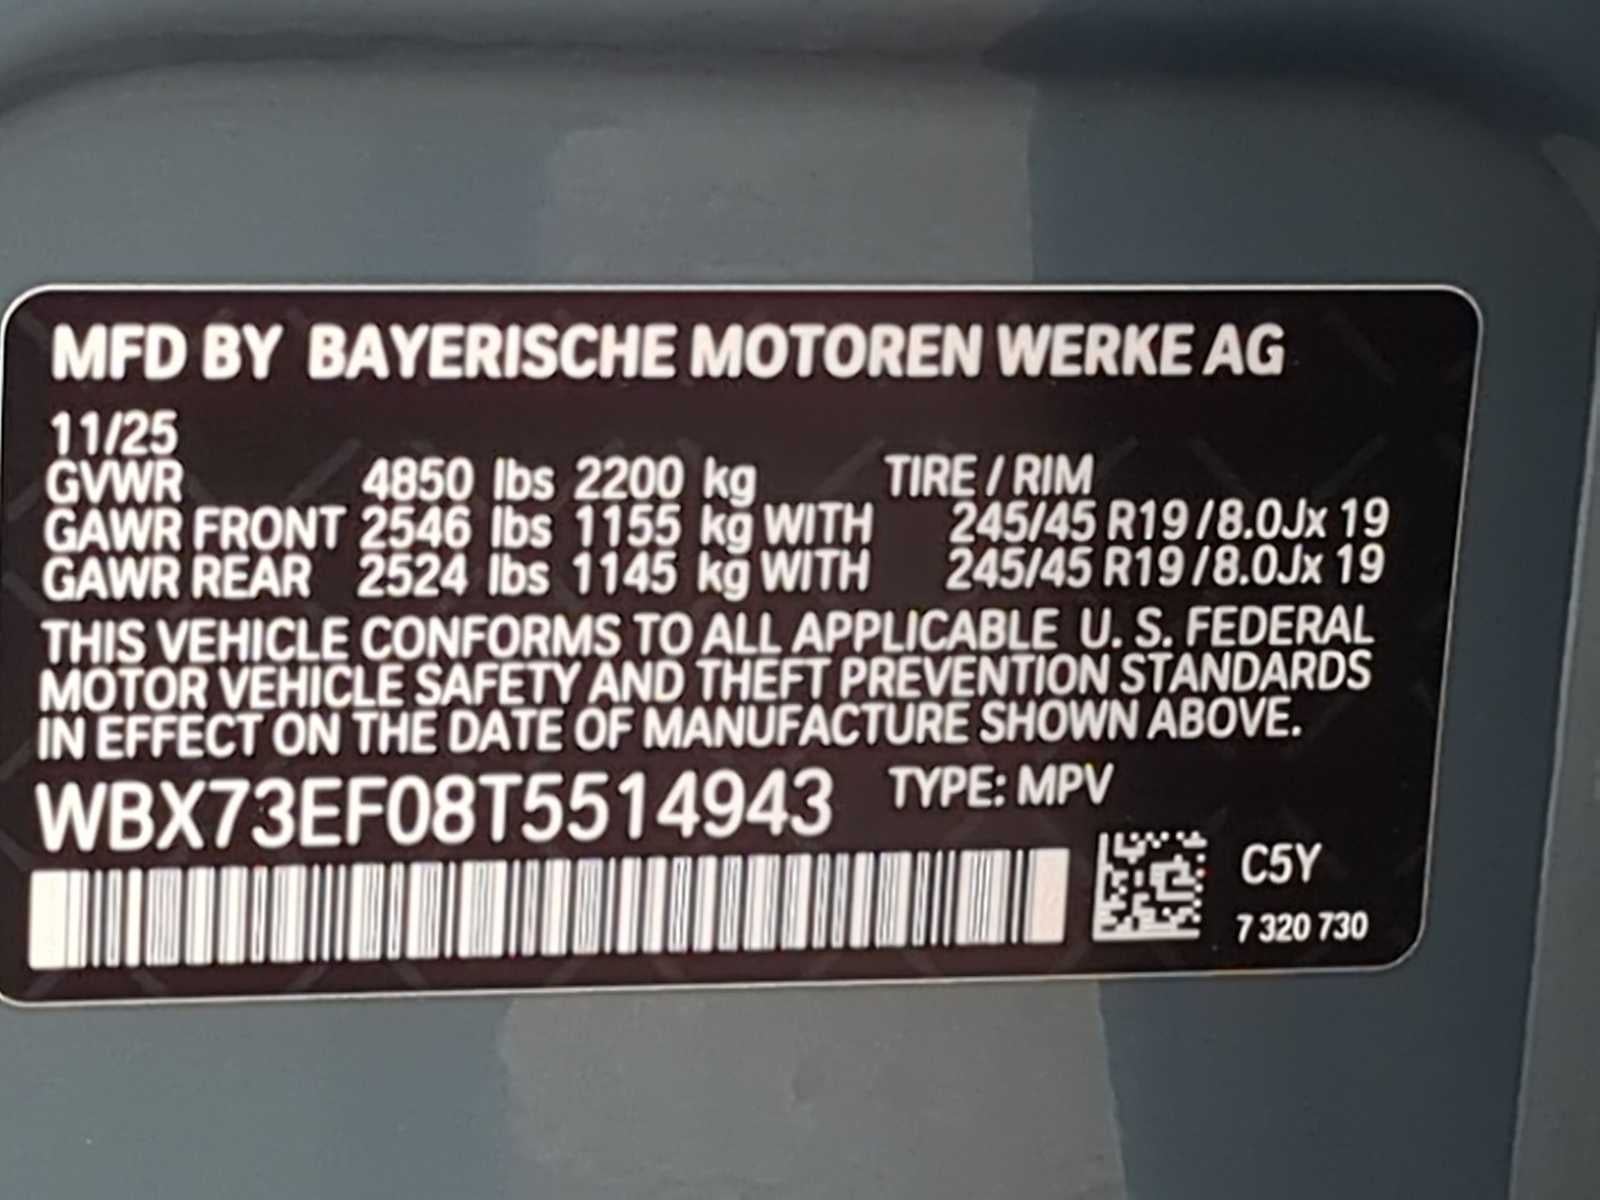 MFD BY BAYERISCHE MOTOREN WERKE AG
11/25
GVWR 4850 lbs 2200 kg TIRE / RIM
GAWR FRONT 2546 lbs 1155 kg WITH 245/45 R19 / 8.0Jx 19
GAWR REAR 2524 lbs 1145 kg WITH 245/45 R19 / 8.0Jx 19
THIS VEHICLE CONFORMS TO ALL APPLICABLE U. S. FEDERAL
MOTOR VEHICLE SAFETY AND THEFT PREVENTION STANDARDS
IN EFFECT ON THE DATE OF MANUFACTURE SHOWN ABOVE.
WBX73EF08T5514943 TYPE: MPV
C5Y
7 320 730